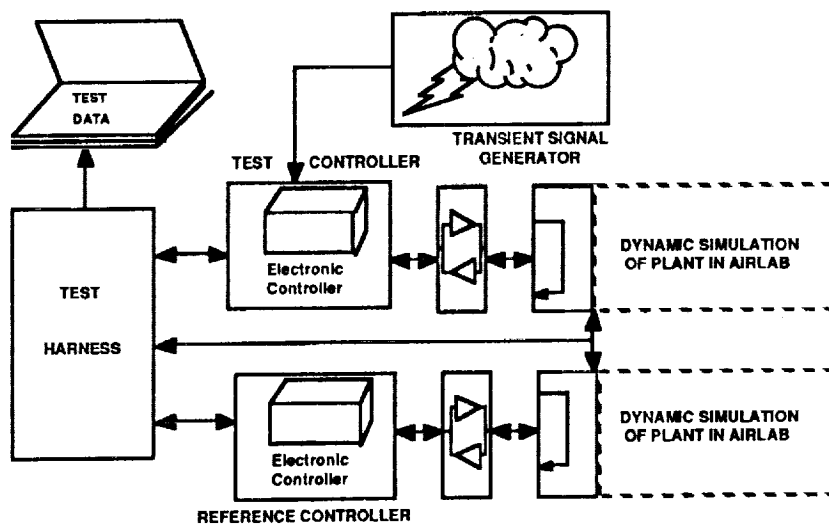 TEST
DATA
TRANSIENT SIGNAL
GENERATOR
TEST CONTROLLER
Electronic
Controller
DYNAMIC SIMULATION
OF PLANT IN AIRLAB
TEST
HARNESS
Electronic
Controller
DYNAMIC SIMULATION
OF PLANT IN AIRLAB
REFERENCE CONTROLLER